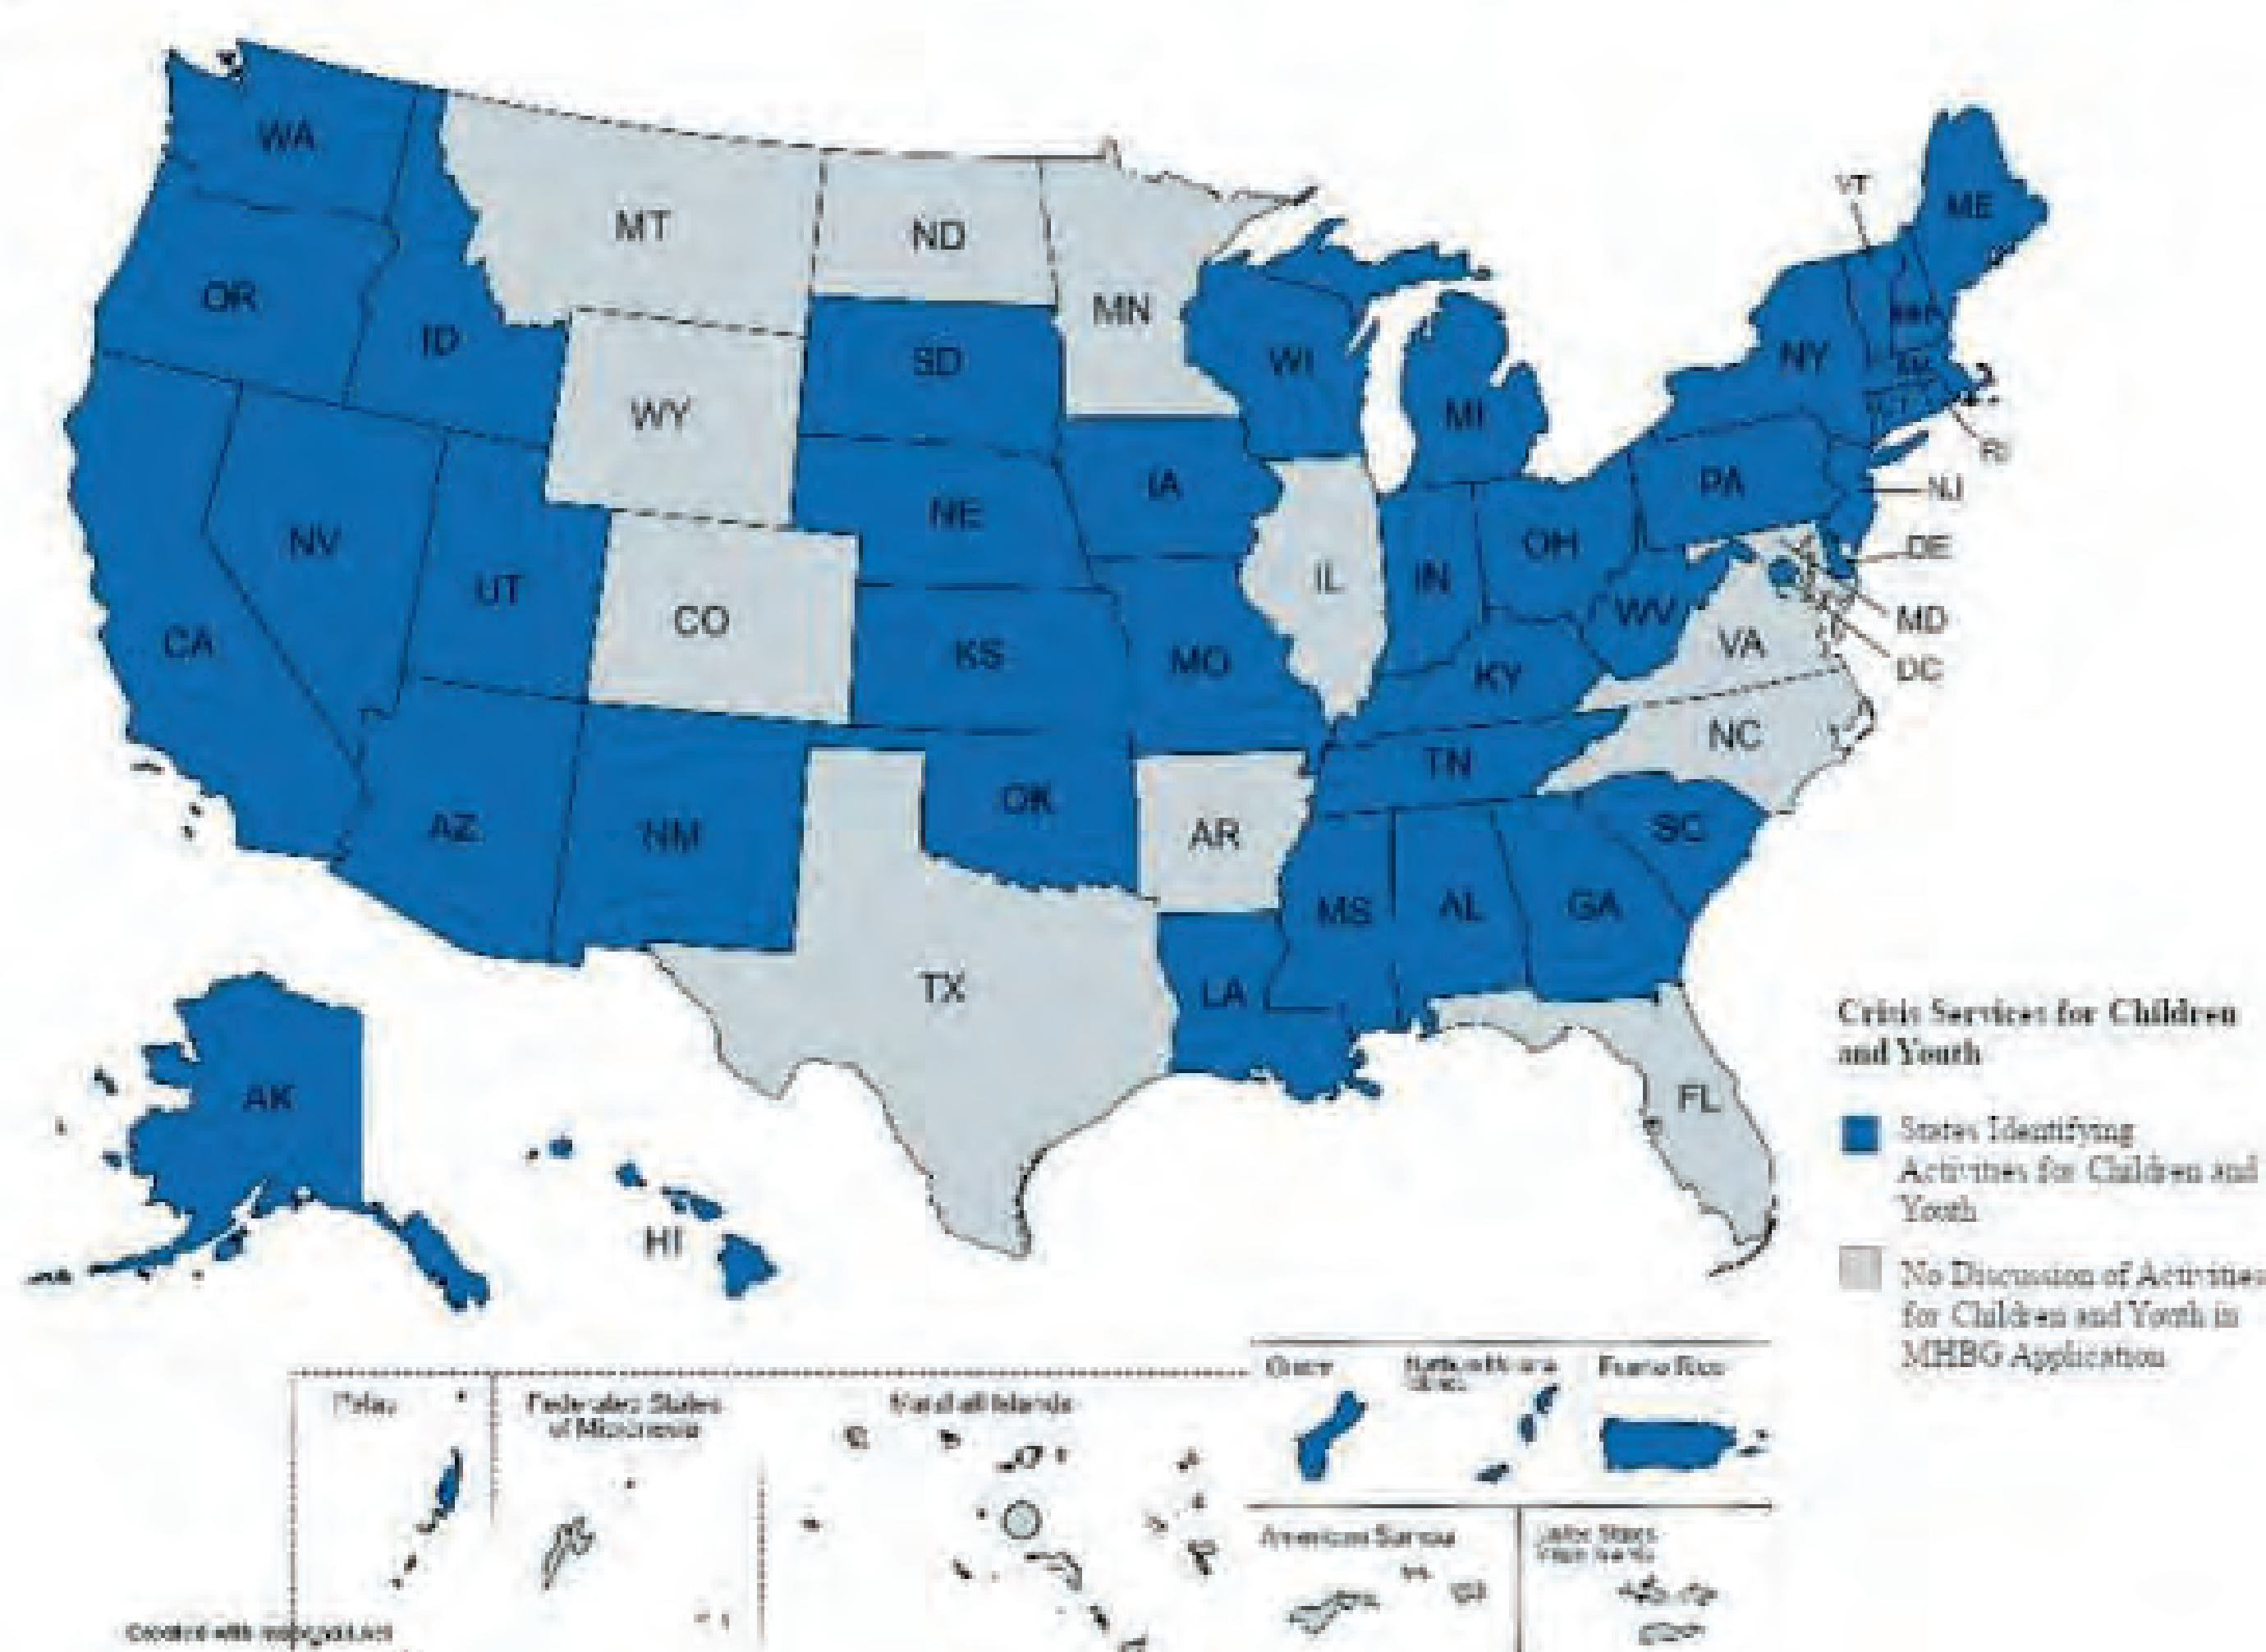 WA
MT
ND
MN
VT
ME
OR
ID
SD
WI
NY
WY
MI
RI
IA
PA
NJ
NE
NV
OH
DE
UT
IL
IN
CO
WV
MD
CA
KS
MO
VA
DC
KY
NC
TN
OK
AZ
NM
AR
SC
MS
AL
GA
TX
LA
Crisis Services for Children
and Youth
AK
FL
States Identifying
Activities for Children and
Youth
HI
No Discussion of Activities
for Children and Youth in
MHBG Application
Guam
Puerto Rico
Palau
Federated States
of Micronesia
Marshall Islands
American Samoa
Created with